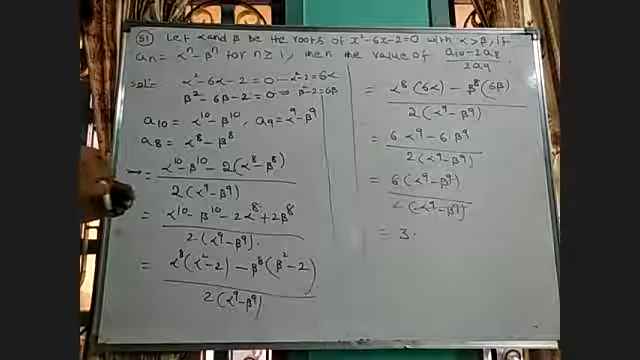 51) Let α and β be the roots of x²-6x-2=0 with α>β, if
aₙ = αⁿ-βⁿ for n≥1, then the value of (a₁₀-2a₈)/(2a₉)
Sol:- α²-6α-2=0 → α²-2=6α
β²-6β-2=0 ⇒ β²-2=6β
a₁₀ = α¹⁰-β¹⁰, a₉=α⁹-β⁹
a₈ = α⁸-β⁸
→ = (α¹⁰-β¹⁰-2(α⁸-β⁸))/(2(α⁹-β⁹))
= (α¹⁰-β¹⁰-2α⁸+2β⁸)/(2(α⁹-β⁹)).
= (α⁸(α²-2)-β⁸(β²-2))/(2(α⁹-β⁹))
= (α⁸(6α)-β⁸(6β))/(2(α⁹-β⁹))
= (6α⁹-6β⁹)/(2(α⁹-β⁹))
= (6(α⁹-β⁹))/(2(α⁹-β⁹))
= 3.